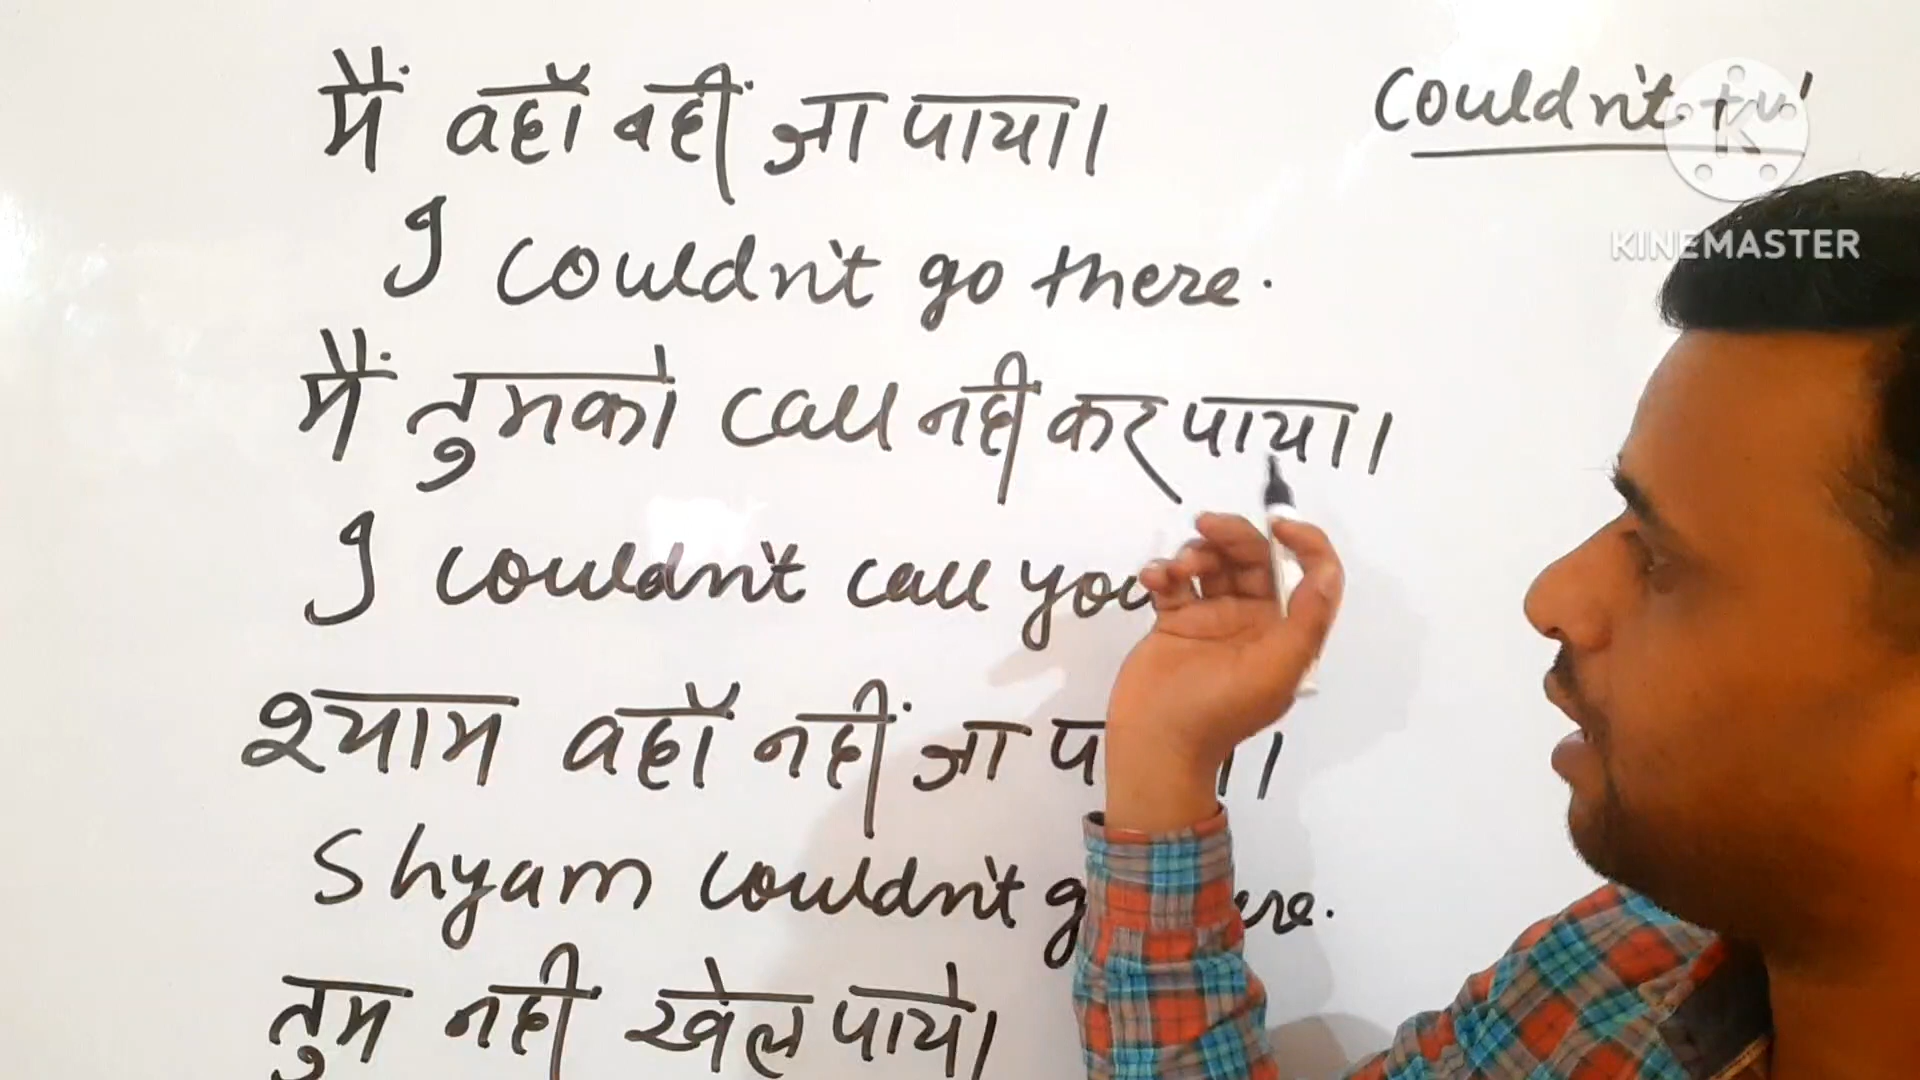 मैं वहाँ नहीं जा पाया।
Couldn't + v¹
KINEMASTER
I couldn't go there.
मैं तुमको call नही कर पाया।
I couldn't call you
श्याम वहाँ नहीं जा
Shyam couldn't
तुम नही खेल पाये।